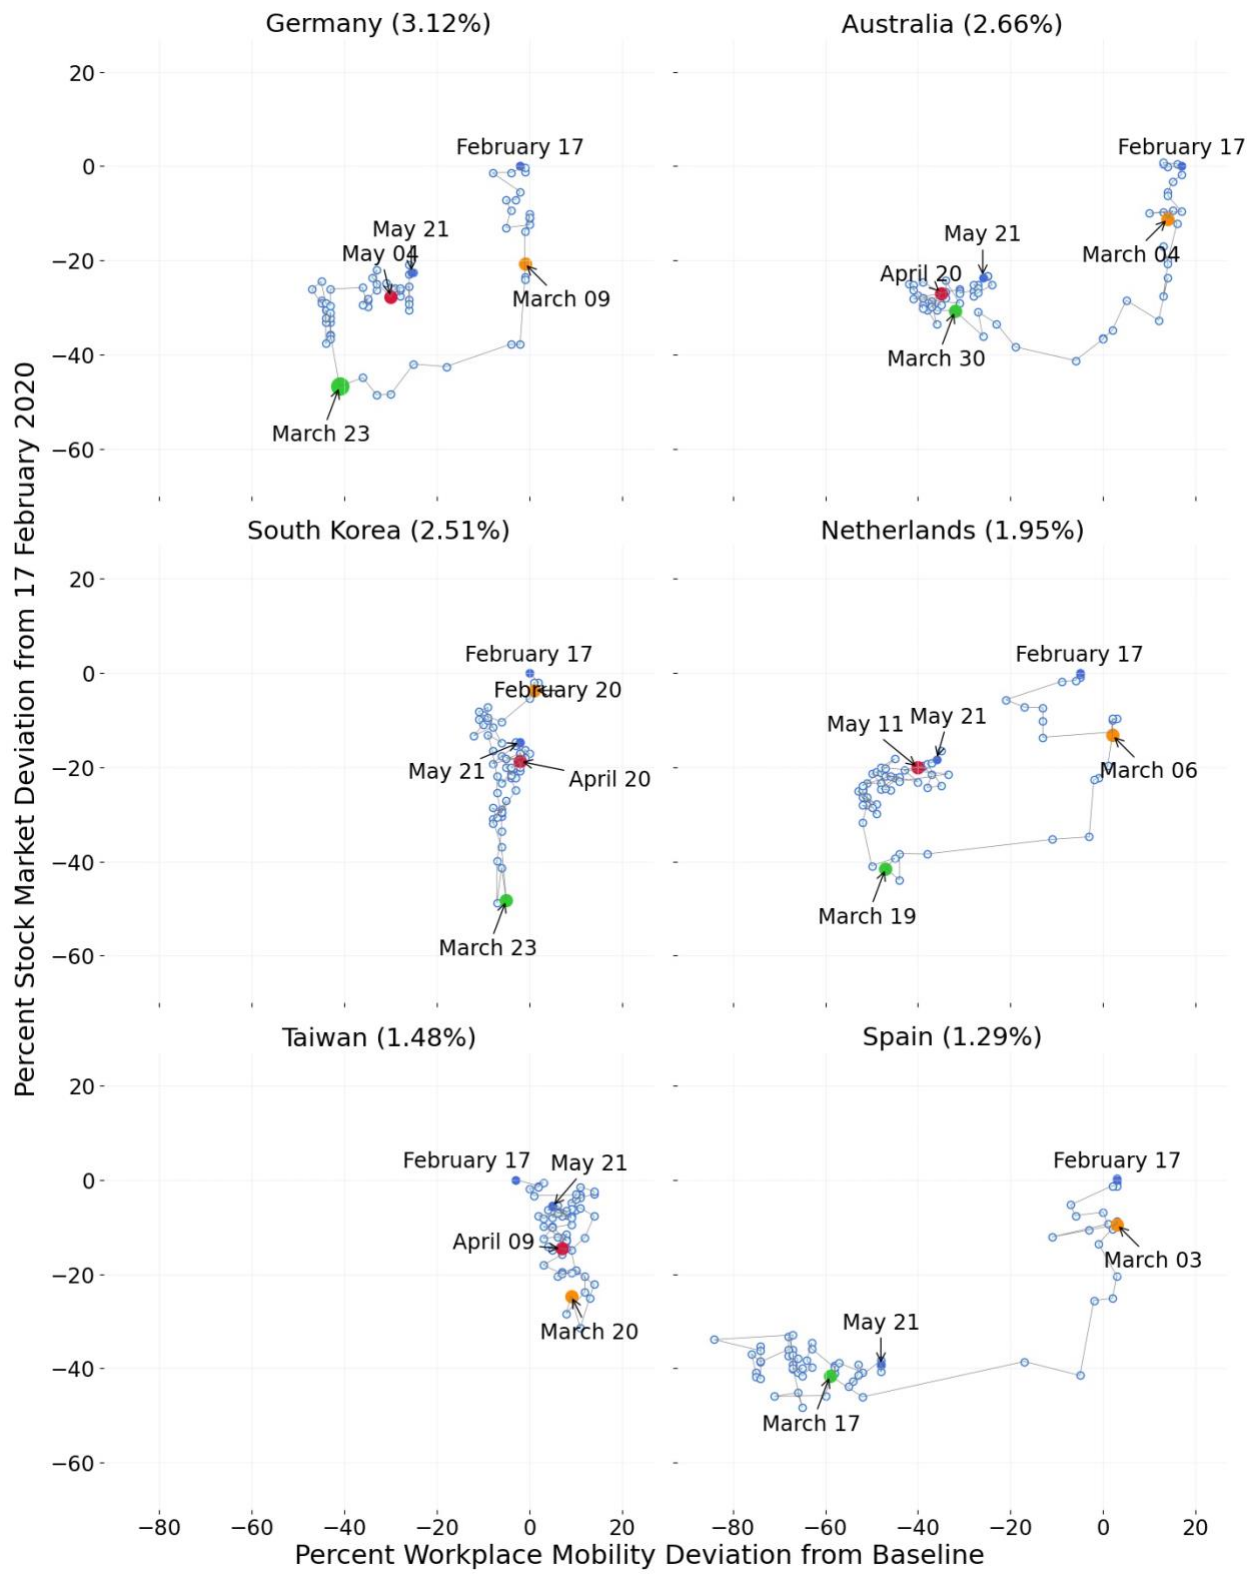 Germany (3.12%)
Australia (2.66%)
20
0
−20
−40
−60
February 17
May 21
May 04
March 09
March 23
February 17
May 21
April 20
March 04
March 30
South Korea (2.51%)
Netherlands (1.95%)
20
0
−20
−40
−60
February 17
February 20
May 21
April 20
March 23
February 17
May 11
May 21
March 06
March 19
Taiwan (1.48%)
Spain (1.29%)
20
0
−20
−40
−60
February 17
May 21
April 09
March 20
February 17
March 03
May 21
March 17
−80
−60
−40
−20
0
20
−80
−60
−40
−20
0
20
Percent Workplace Mobility Deviation from Baseline
Percent Stock Market Deviation from 17 February 2020